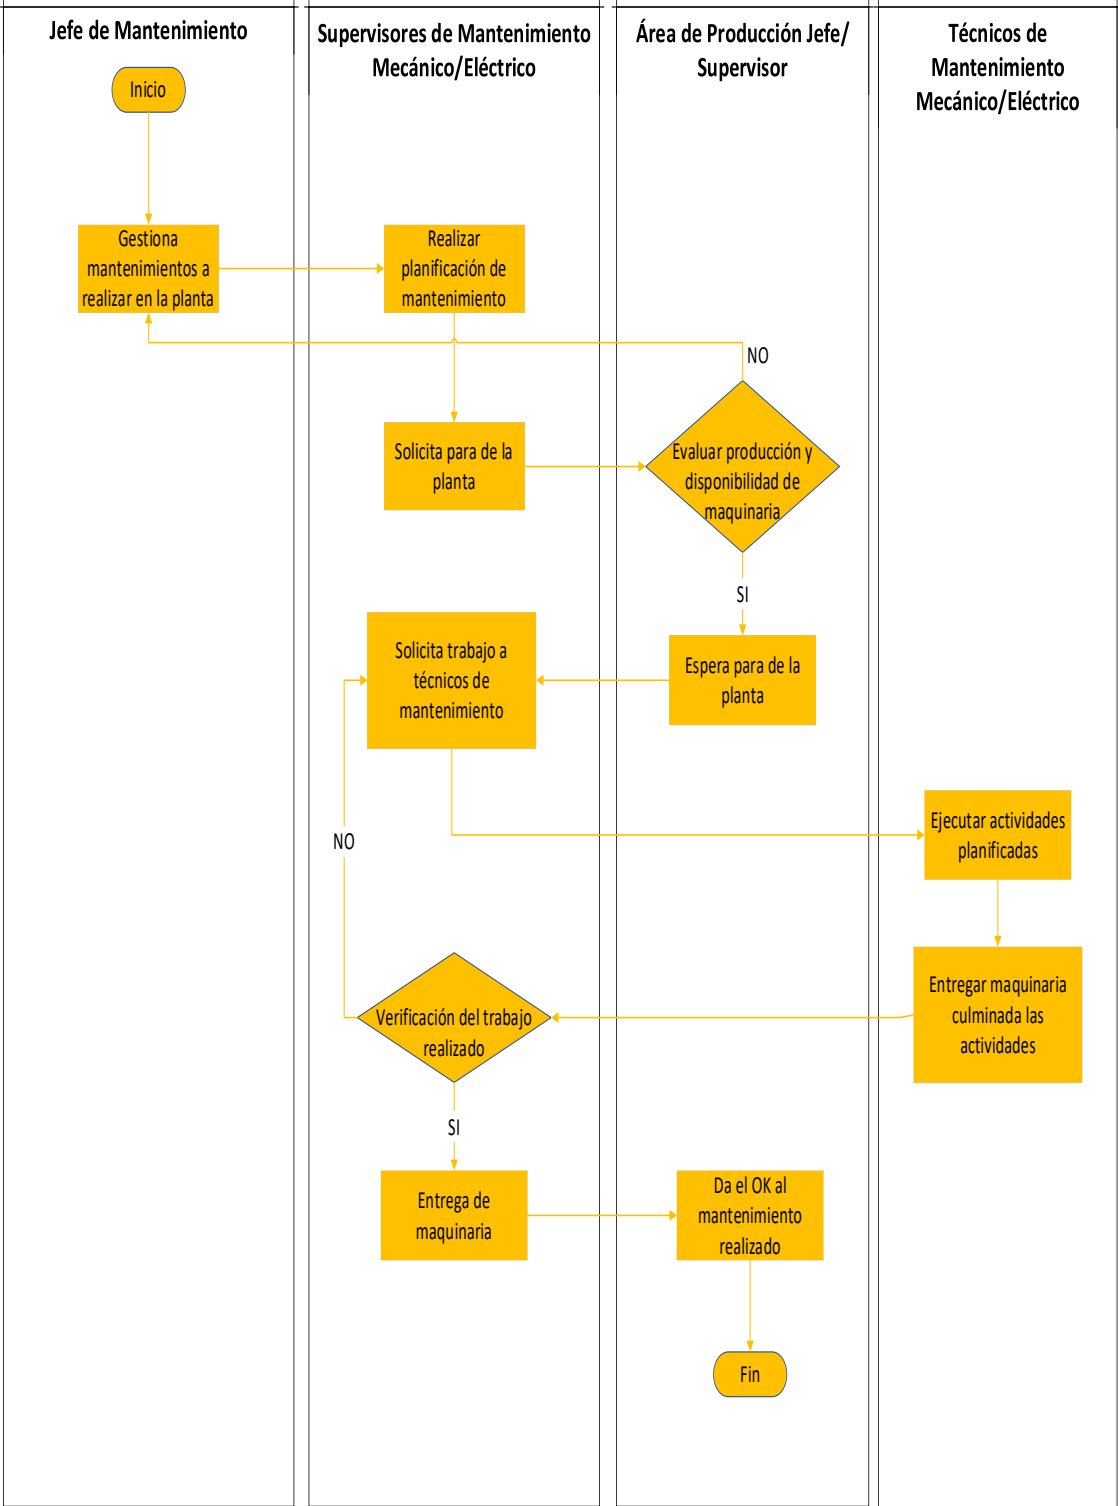 Jefe de Mantenimiento
Supervisores de Mantenimiento
Mecánico/Eléctrico
Área de Producción Jefe/
Supervisor
Técnicos de
Mantenimiento
Mecánico/Eléctrico
Inicio
Gestiona
mantenimientos a
realizar en la planta
Realizar
planificación de
mantenimiento
NO
Solicita para de la
planta
Evaluar producción y
disponibilidad de
maquinaria
SI
Solicita trabajo a
técnicos de
mantenimiento
Espera para de la
planta
Ejecutar actividades
planificadas
NO
Entregar maquinaria
culminada las
actividades
Verificación del trabajo
realizado
SI
Entrega de
maquinaria
Da el OK al
mantenimiento
realizado
Fin